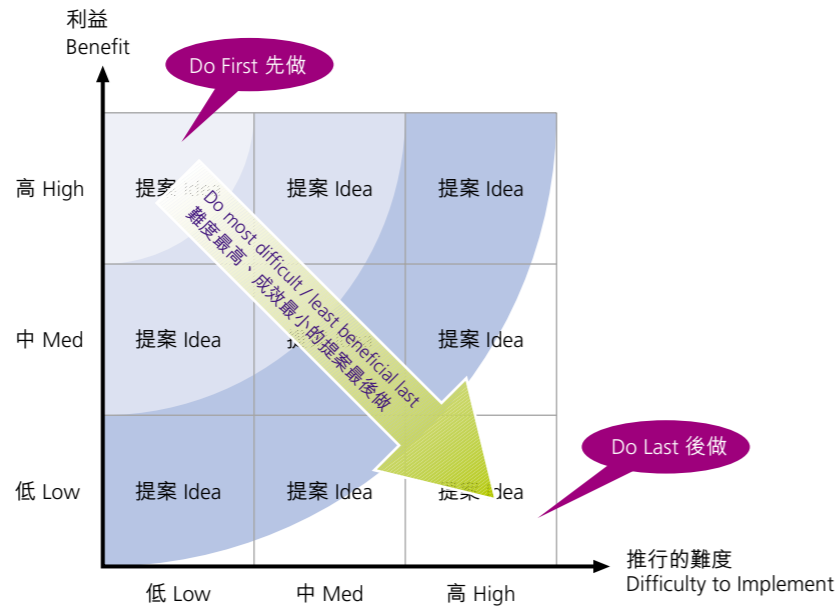 利益
Benefit
Do First 先做
高 High
提案 Idea
提案 Idea
提案 Idea
Do most difficult / least beneficial last
難度最高、成效最小的提案最後做
中 Med
提案 Idea
提案 Idea
低 Low
提案 Idea
提案 Idea
提案 Idea
Do Last 後做
低 Low
中 Med
高 High
推行的難度
Difficulty to Implement